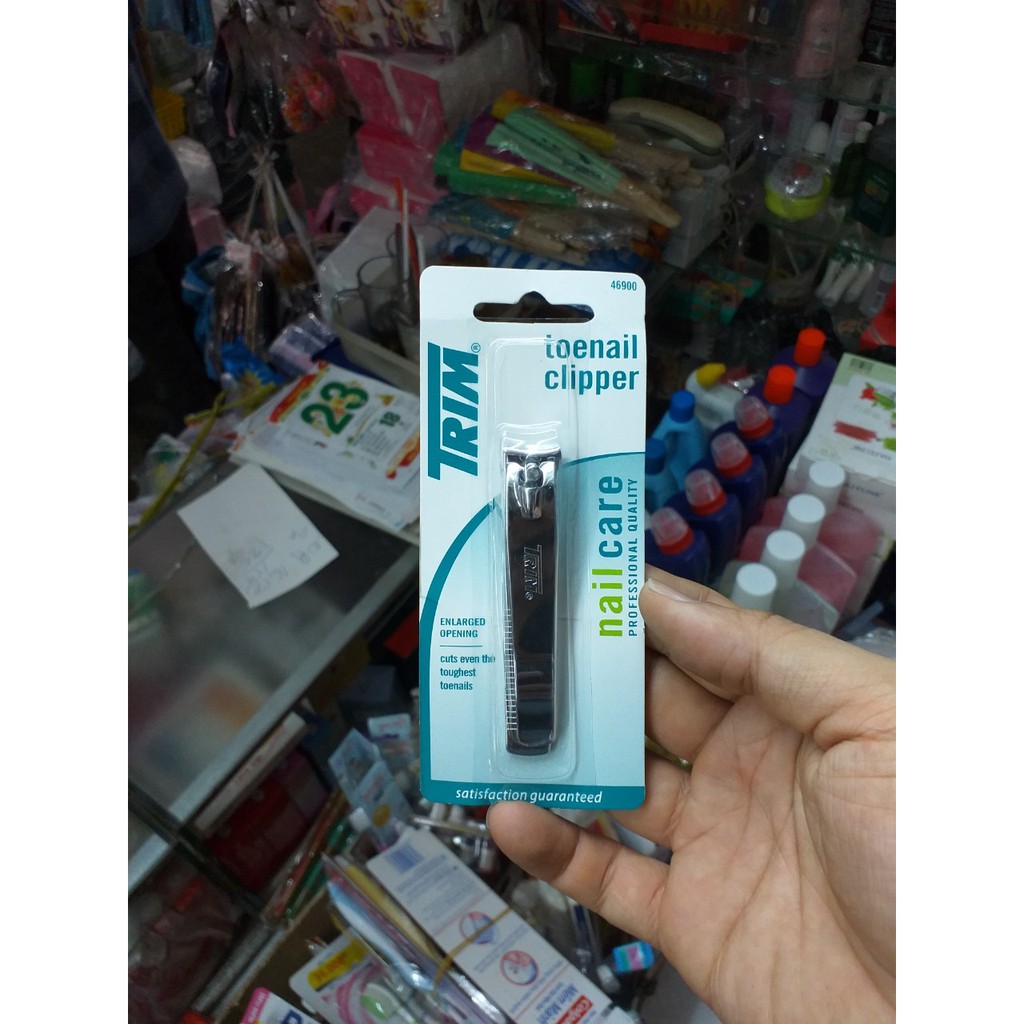 46900
TRIM®
toenail
clipper
nail care
PROFESSIONAL QUALITY
TRIM®
ENLARGED
OPENING
cuts even the
toughest
toenails
satisfaction guaranteed
23
18